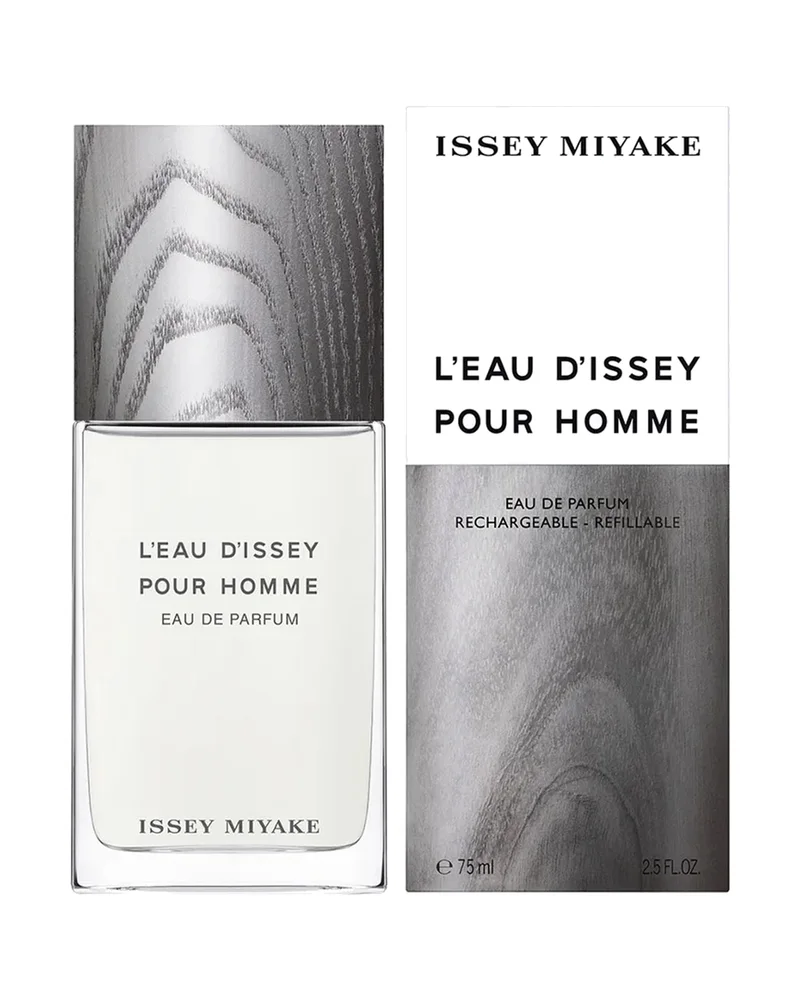 L'EAU D'ISSEY
POUR HOMME
EAU DE PARFUM
ISSEY MIYAKE
ISSEY MIYAKE
L'EAU D'ISSEY
POUR HOMME
EAU DE PARFUM
RECHARGEABLE - REFILLABLE
℮ 75 ml
2.5 FL.OZ.